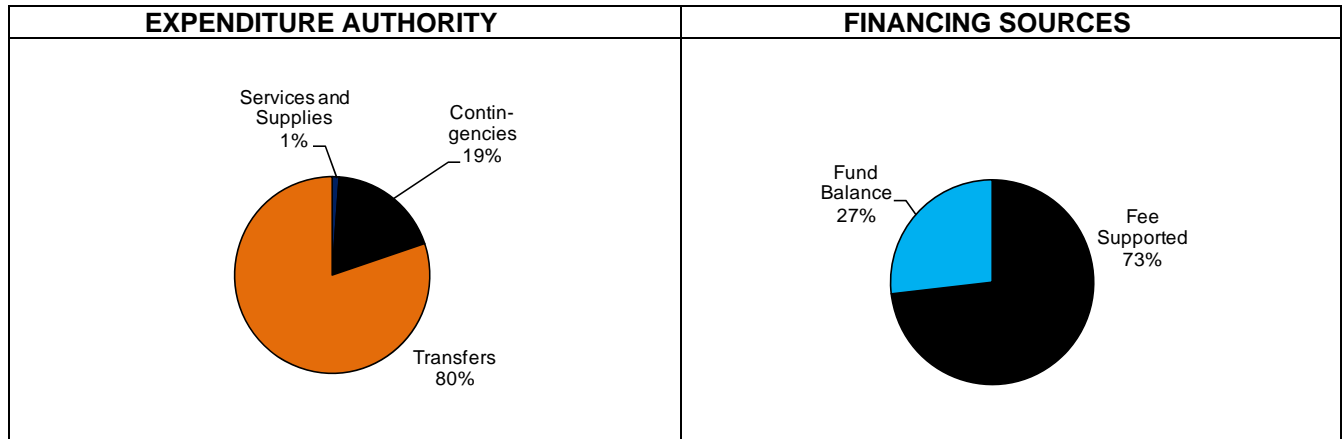 EXPENDITURE AUTHORITY
Services and
Supplies
1%
Contin-
gencies
19%
Transfers
80%
FINANCING SOURCES
Fund
Balance
27%
Fee
Supported
73%